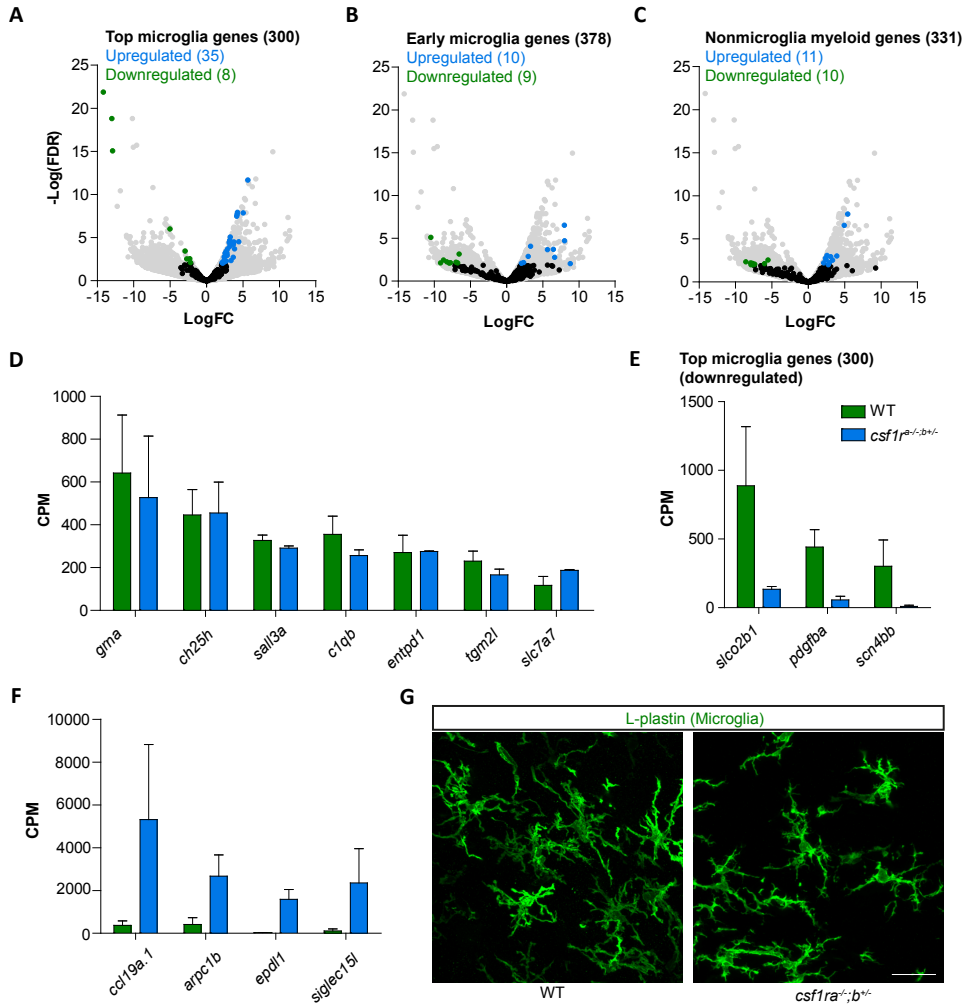 A
Top microglia genes (300)
Upregulated (35)
Downregulated (8)
25
20
15
10
5
0
-Log(FDR)
-15 -10 -5 0 5 10 15
LogFC
B
Early microglia genes (378)
Upregulated (10)
Downregulated (9)
25
20
15
10
5
0
-15 -10 -5 0 5 10 15
LogFC
C
Nonmicroglia myeloid genes (331)
Upregulated (11)
Downregulated (10)
25
20
15
10
5
0
-15 -10 -5 0 5 10 15
LogFC
D
1000
800
600
400
200
0
CPM
grna
ch25h
sall3a
c1qb
entpd1
tgm2l
slc7a7
E
Top microglia genes (300)
(downregulated)
1500
1000
500
0
CPM
WT
csf1r^a-/-;b+/-
slco2b1
pdgfba
scn4bb
F
10000
8000
6000
4000
2000
0
CPM
ccl19a.1
arpc1b
epdl1
siglec15l
G
L-plastin (Microglia)
WT
csf1ra-/-;b+/-